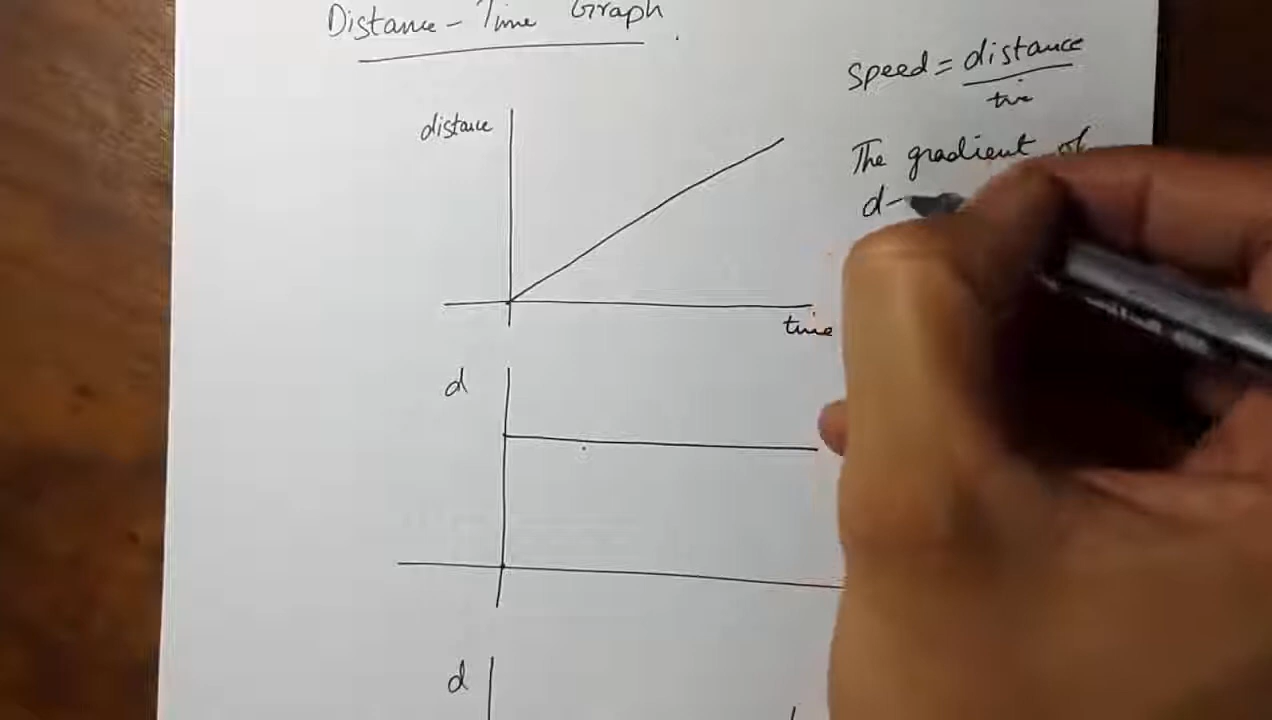 Distance - Time Graph.
speed = distance
time
The gradient of
d-
distance
time
d
d